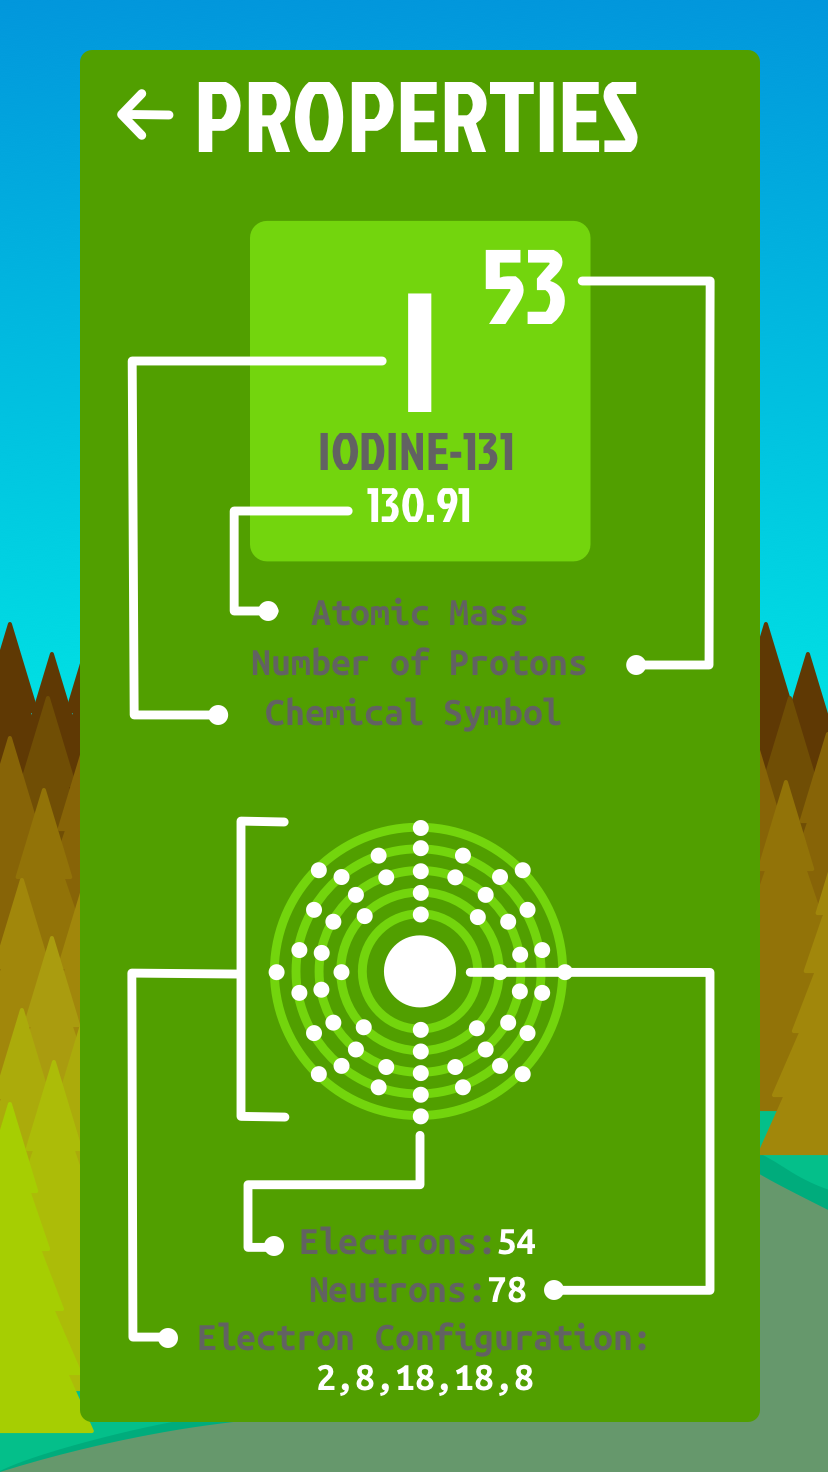 PROPERTIES
53
I
IODINE-131
130.91
Atomic Mass
Number of Protons
Chemical Symbol
Electrons:54
Neutrons:78
Electron Configuration:
2,8,18,18,8